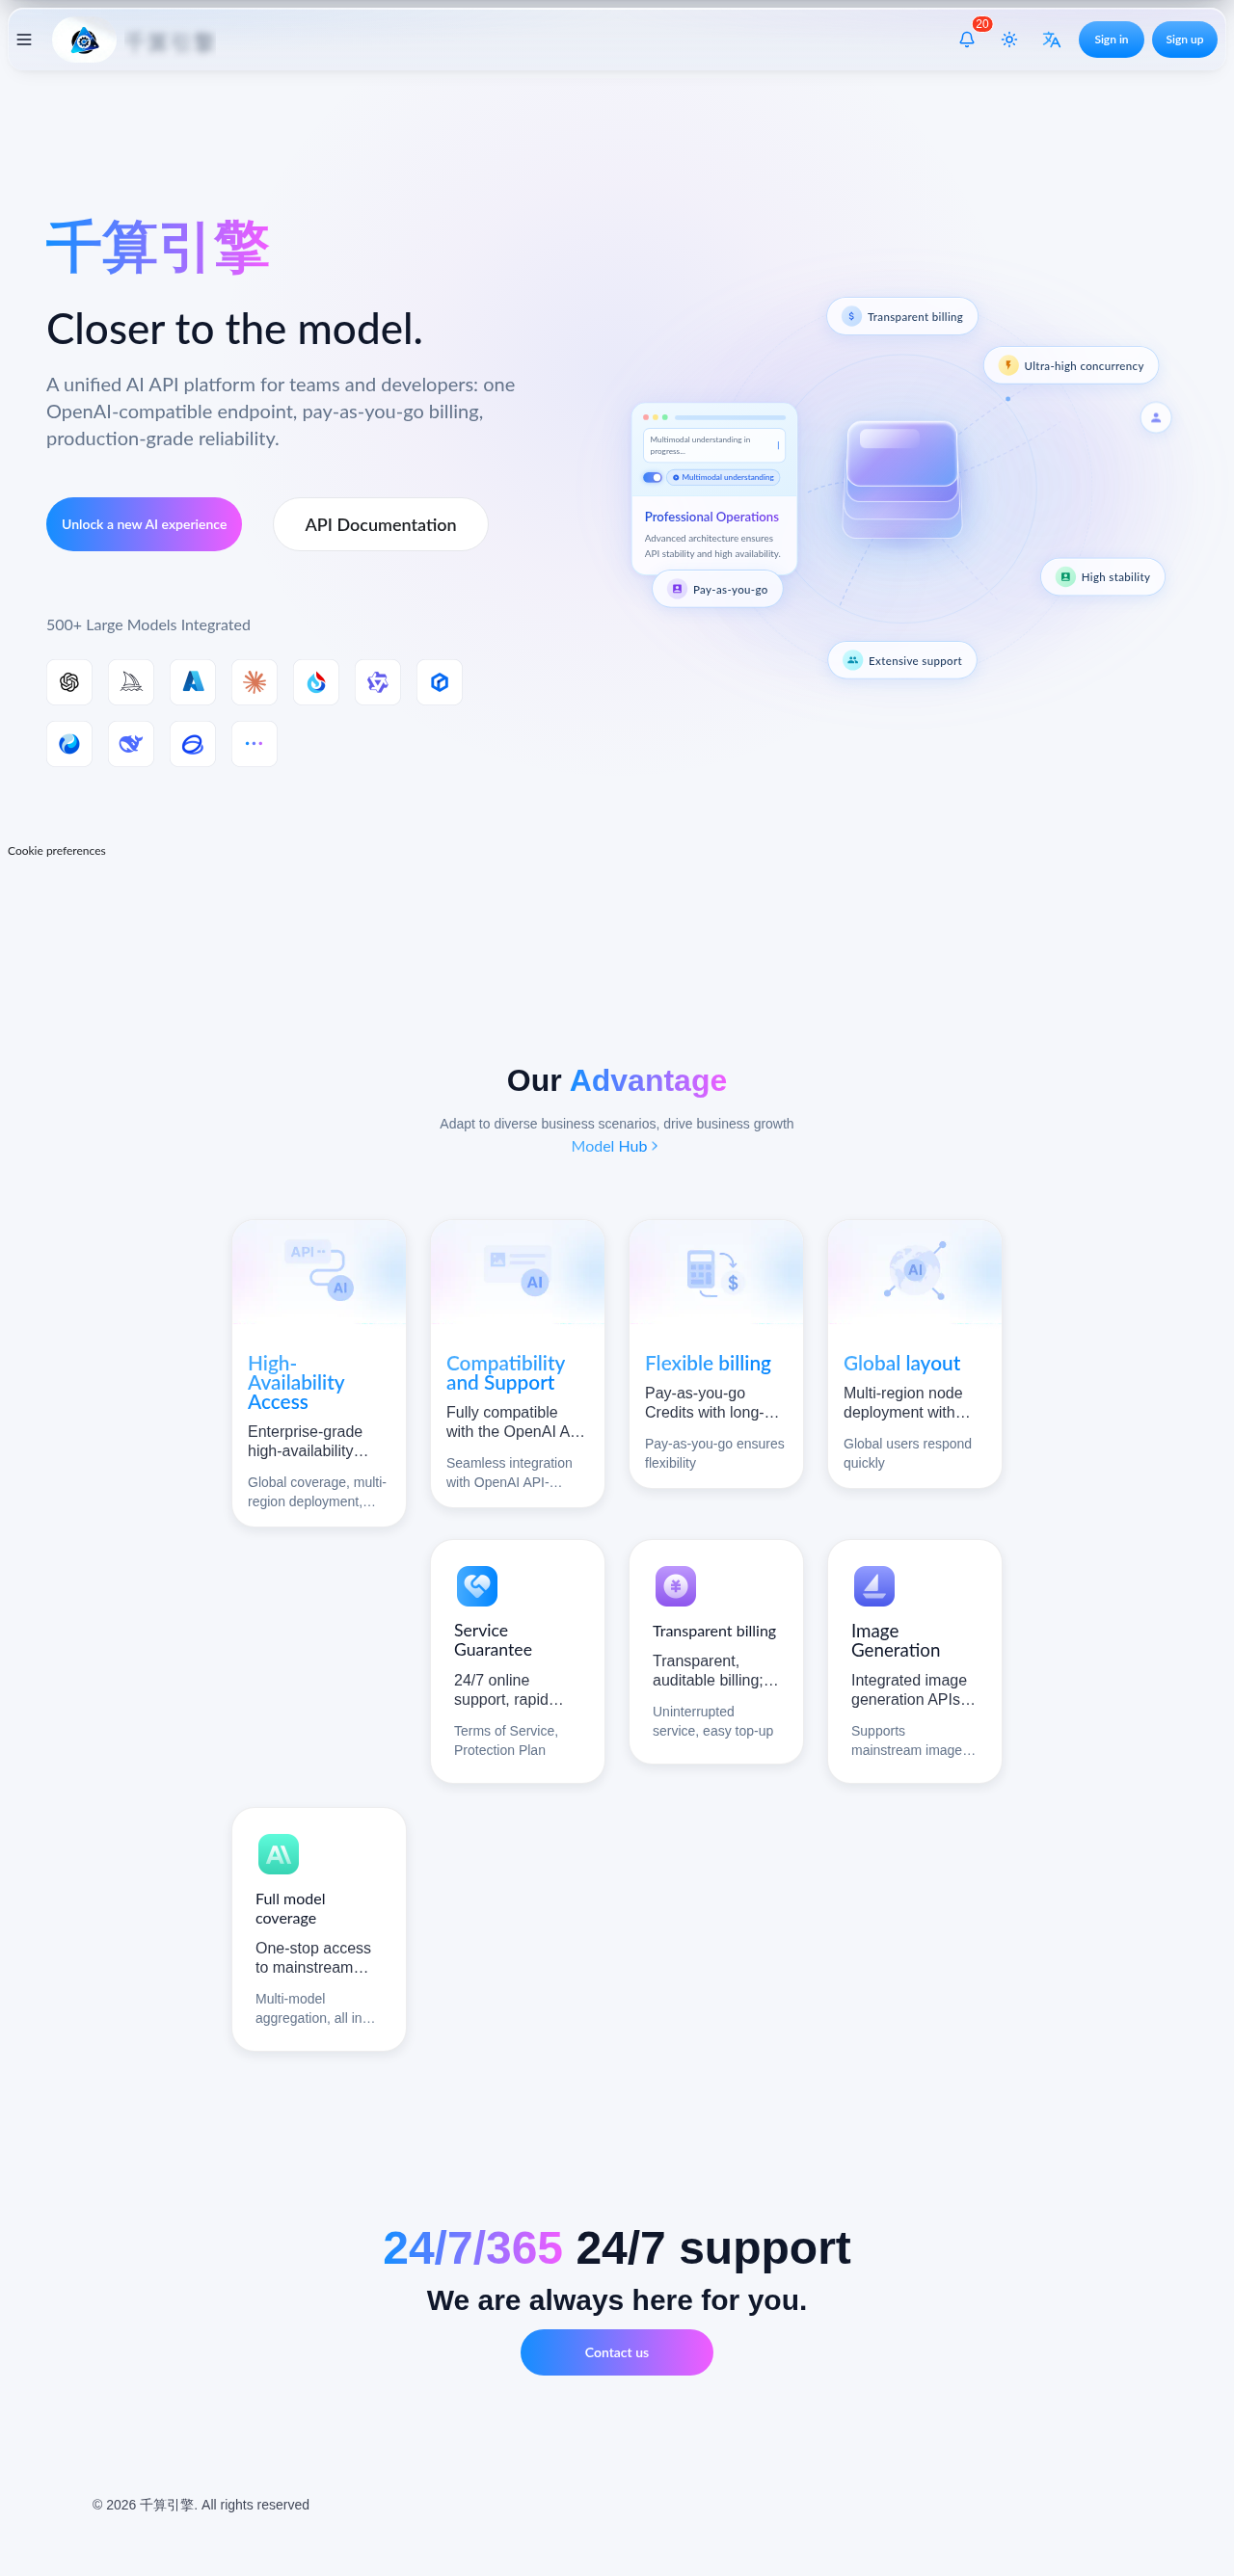 千算引擎
20
Sign in
Sign up
千算引擎
Closer to the model.
A unified AI API platform for teams and developers: one
OpenAI-compatible endpoint, pay-as-you-go billing,
production-grade reliability.
Unlock a new AI experience
API Documentation
500+ Large Models Integrated
Transparent billing
Ultra-high concurrency
Multimodal understanding in
progress...
Multimodal understanding
Professional Operations
Advanced architecture ensures
API stability and high availability.
Pay-as-you-go
High stability
Extensive support
Cookie preferences
Our Advantage
Adapt to diverse business scenarios, drive business growth
Model Hub
API
AI
High-
Availability
Access
Enterprise-grade
high-availability…
Global coverage, multi-
region deployment,…
AI
Compatibility
and Support
Fully compatible
with the OpenAI A…
Seamless integration
with OpenAI API-…
$
Flexible billing
Pay-as-you-go
Credits with long-…
Pay-as-you-go ensures
flexibility
AI
Global layout
Multi-region node
deployment with…
Global users respond
quickly
Service
Guarantee
24/7 online
support, rapid…
Terms of Service,
Protection Plan
¥
Transparent billing
Transparent,
auditable billing;…
Uninterrupted
service, easy top-up
Image
Generation
Integrated image
generation APIs…
Supports
mainstream image…
Full model
coverage
One-stop access
to mainstream…
Multi-model
aggregation, all in…
24/7/365 24/7 support
We are always here for you.
Contact us
© 2026 千算引擎. All rights reserved